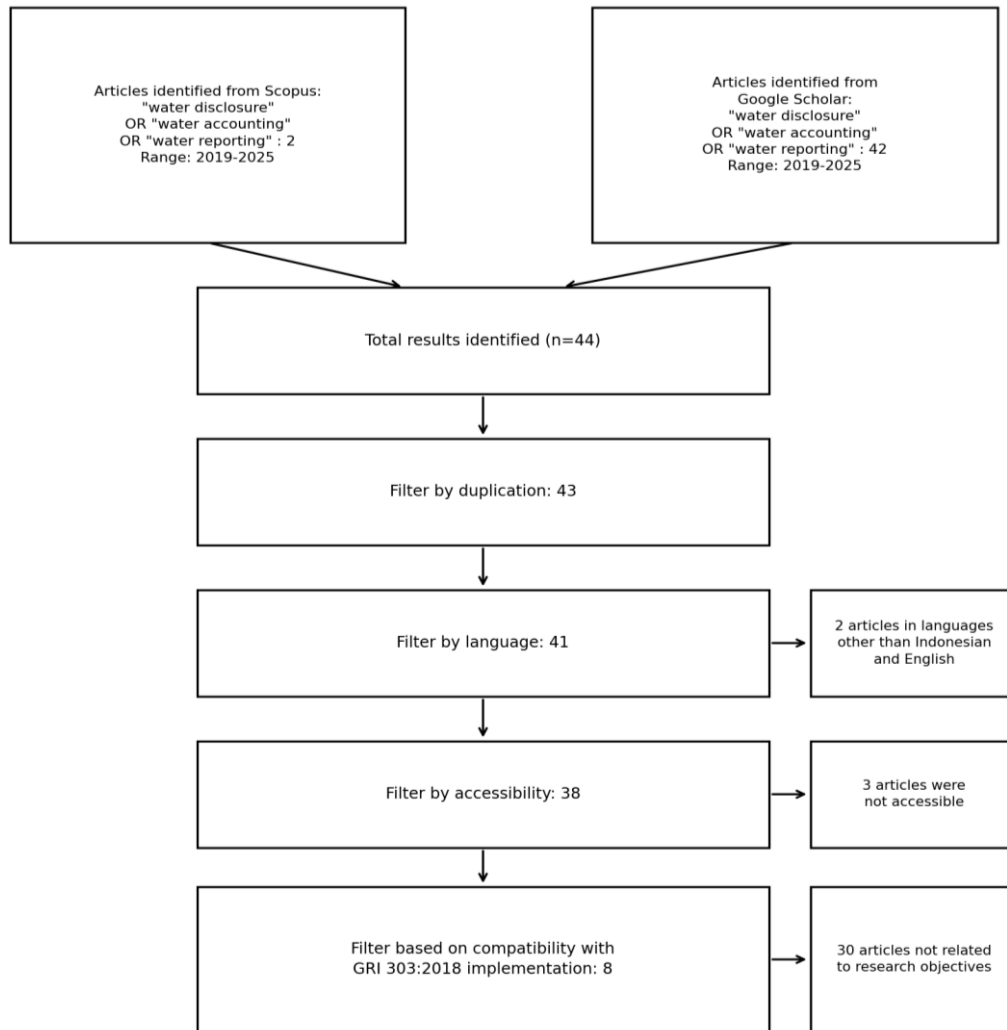 Articles identified from Scopus:
"water disclosure"
OR "water accounting"
OR "water reporting" : 2
Range: 2019-2025
Articles identified from
Google Scholar:
"water disclosure"
OR "water accounting"
OR "water reporting" : 42
Range: 2019-2025
Total results identified (n=44)
Filter by duplication: 43
Filter by language: 41
2 articles in languages
other than Indonesian
and English
Filter by accessibility: 38
3 articles were
not accessible
Filter based on compatibility with
GRI 303:2018 implementation: 8
30 articles not related
to research objectives